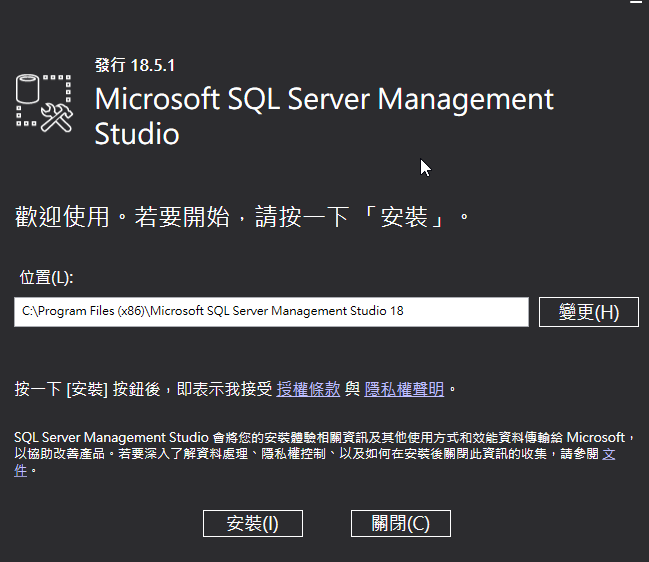 發行 18.5.1
Microsoft SQL Server Management
Studio
歡迎使用。若要開始，請按一下「安裝」。
位置(L):
C:\Program Files (x86)\Microsoft SQL Server Management Studio 18
變更(H)
按一下 [安裝] 按鈕後，即表示我接受 授權條款 與 隱私權聲明。
SQL Server Management Studio 會將您的安裝體驗相關資訊及其他使用方式和效能資料傳輸給 Microsoft，
以協助改善產品。若要深入了解資料處理、隱私權控制、以及如何在安裝後關閉此資訊的收集，請參閱 文
件。
安裝(I)
關閉(C)